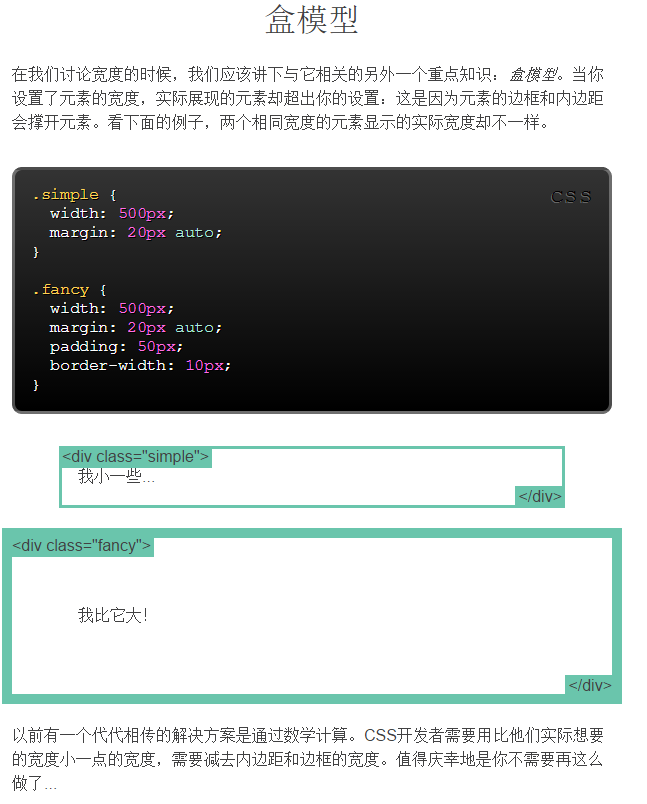 盒模型
在我们讨论宽度的时候，我们应该讲下与它相关的另外一个重点知识：盒模型。当你
设置了元素的宽度，实际展现的元素却超出你的设置：这是因为元素的边框和内边距
会撑开元素。看下面的例子，两个相同宽度的元素显示的实际宽度却不一样。
CSS
.simple {
  width: 500px;
  margin: 20px auto;
}
.fancy {
  width: 500px;
  margin: 20px auto;
  padding: 50px;
  border-width: 10px;
}
<div class="simple">
我小一些...
</div>
<div class="fancy">
我比它大！
</div>
以前有一个代代相传的解决方案是通过数学计算。CSS开发者需要用比他们实际想要
的宽度小一点的宽度，需要减去内边距和边框的宽度。值得庆幸地是你不需要再这么
做了...